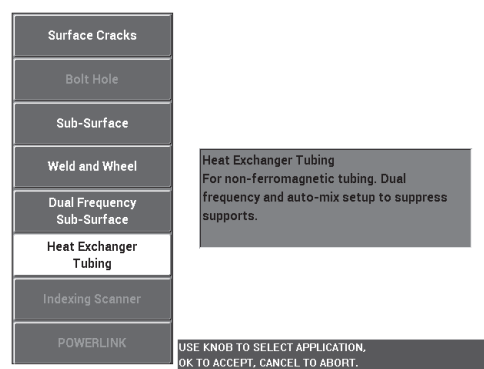 Surface Cracks
Bolt Hole
Sub-Surface
Weld and Wheel
Dual Frequency
Sub-Surface
Heat Exchanger
Tubing
Indexing Scanner
POWERLINK
Heat Exchanger Tubing
For non-ferromagnetic tubing. Dual
frequency and auto-mix setup to suppress
supports.
USE KNOB TO SELECT APPLICATION,
OK TO ACCEPT, CANCEL TO ABORT.